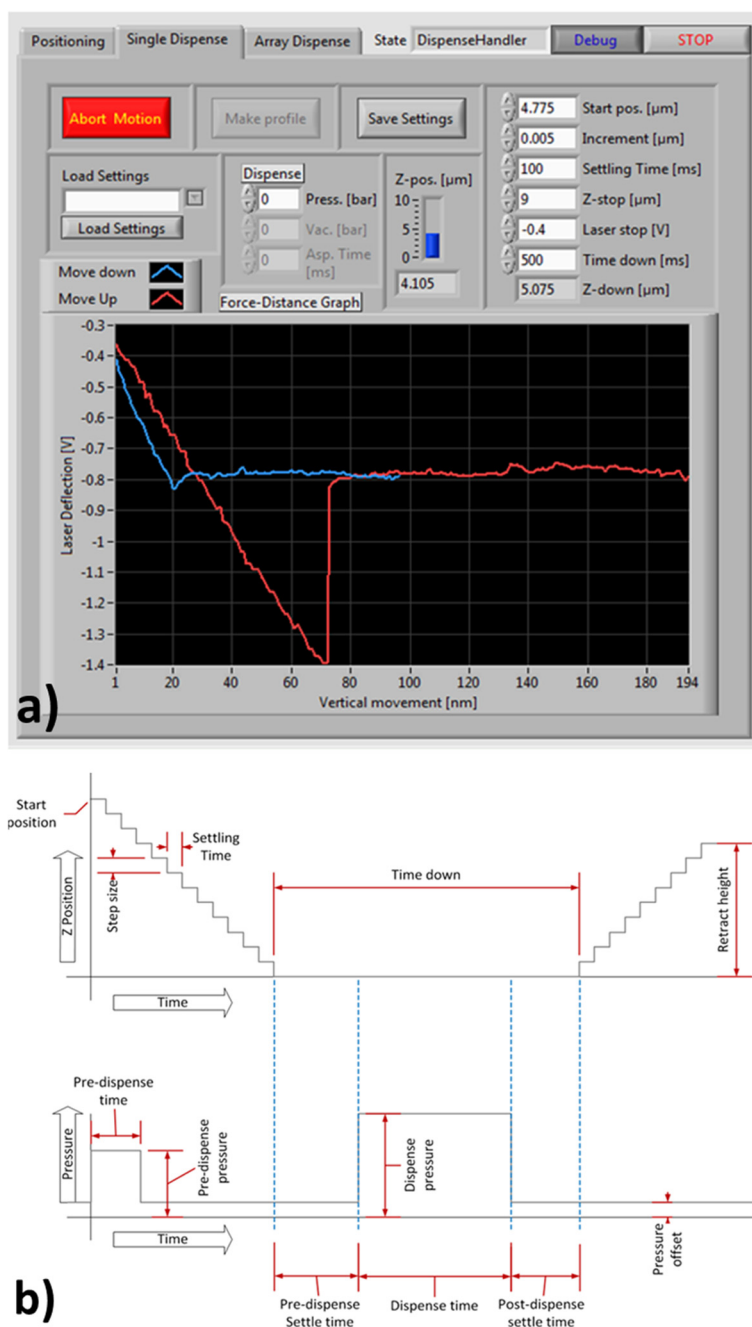 Positioning
Single Dispense
Array Dispense
State
DispenseHandler
Debug
STOP
Abort Motion
Make profile
Save Settings
4.775 Start pos. [µm]
0.005 Increment [µm]
100 Settling Time [ms]
9 Z-stop [µm]
-0.4 Laser stop [V]
500 Time down [ms]
5.075 Z-down [µm]
Load Settings
Load Settings
Dispense
0 Press. [bar]
0 Vac. [bar]
0 Asp. Time
[ms]
Z-pos. [µm]
10
5
0
4.105
Move down
Move Up
Force-Distance Graph
Laser Deflection [V]
-0.3
-0.4
-0.5
-0.6
-0.7
-0.8
-0.9
-1
-1.1
-1.2
-1.3
-1.4
1 20 40 60 80 100 120 140 160 180 194
Vertical movement [nm]
a)
Start
position
Settling
Time
Step size
Z Position
Time
Time down
Retract height
Pre-dispense
time
Pressure
Pre-dispense
pressure
Dispense
pressure
Time
Pressure
offset
Pre-dispense
Settle time
Dispense time
Post-dispense
settle time
b)